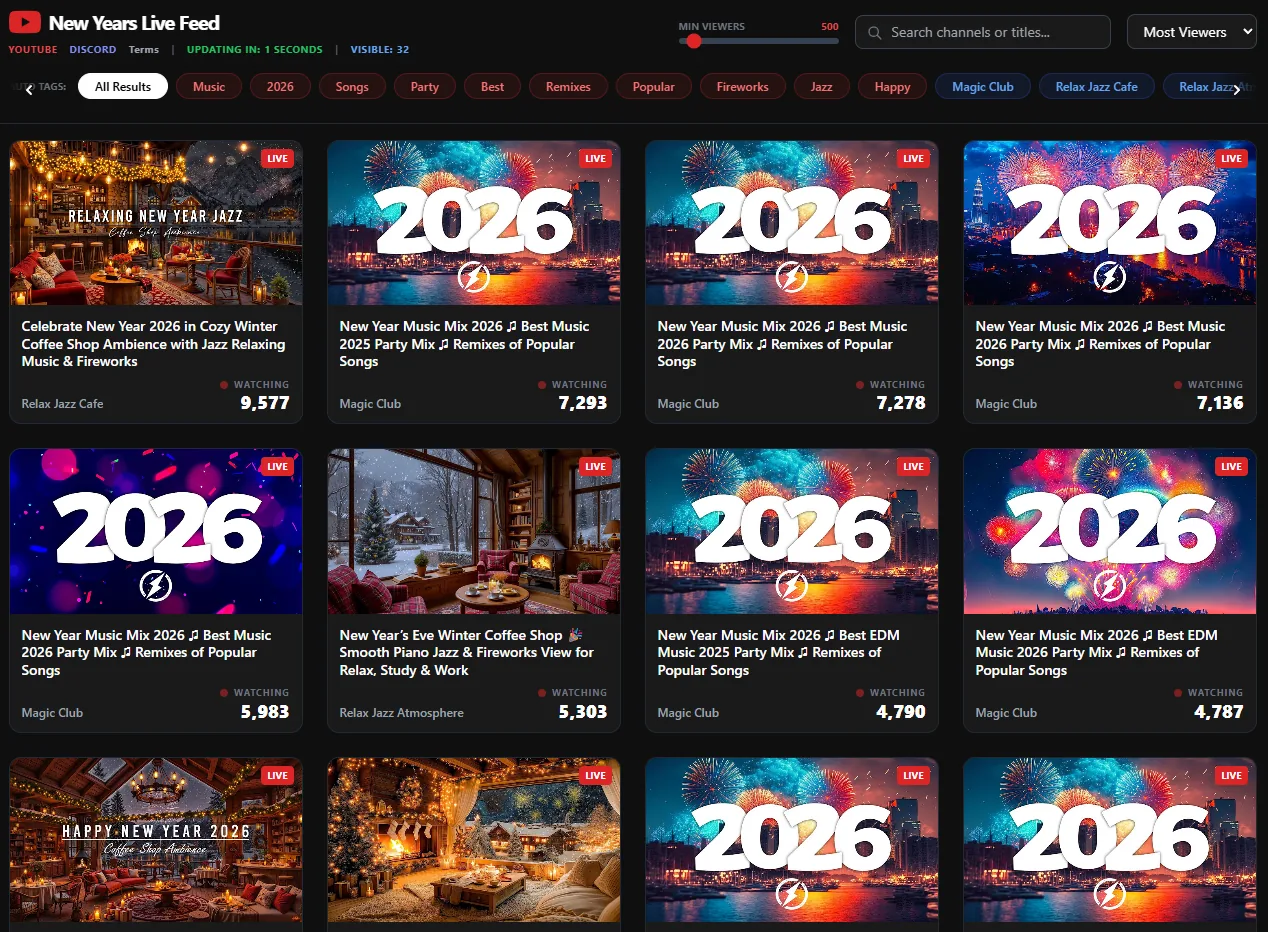 New Years Live Feed
MIN VIEWERS 500
Search channels or titles...
Most Viewers
YOUTUBE DISCORD Terms | UPDATING IN: 1 SECONDS | VISIBLE: 32
TAGS: All Results Music 2026 Songs Party Best Remixes Popular Fireworks Jazz Happy Magic Club Relax Jazz Cafe Relax Jazz
LIVE LIVE LIVE LIVE
RELAXING NEW YEAR JAZZ
Coffee Shop Ambience
2026 2026 2026
Celebrate New Year 2026 in Cozy Winter
Coffee Shop Ambience with Jazz Relaxing
Music & Fireworks
WATCHING
Relax Jazz Cafe 9,577
New Year Music Mix 2026 ♫ Best Music
2025 Party Mix ♫ Remixes of Popular
Songs
WATCHING
Magic Club 7,293
New Year Music Mix 2026 ♫ Best Music
2026 Party Mix ♫ Remixes of Popular
Songs
WATCHING
Magic Club 7,278
New Year Music Mix 2026 ♫ Best Music
2026 Party Mix ♫ Remixes of Popular
Songs
WATCHING
Magic Club 7,136
LIVE LIVE LIVE LIVE
2026 2026 2026
New Year Music Mix 2026 ♫ Best Music
2026 Party Mix ♫ Remixes of Popular
Songs
WATCHING
Magic Club 5,983
New Year's Eve Winter Coffee Shop 🎉
Smooth Piano Jazz & Fireworks View for
Relax, Study & Work
WATCHING
Relax Jazz Atmosphere 5,303
New Year Music Mix 2026 ♫ Best EDM
Music 2025 Party Mix ♫ Remixes of
Popular Songs
WATCHING
Magic Club 4,790
New Year Music Mix 2026 ♫ Best EDM
Music 2026 Party Mix ♫ Remixes of
Popular Songs
WATCHING
Magic Club 4,787
LIVE LIVE LIVE LIVE
HAPPY NEW YEAR 2026
Coffee Shop Ambience
2026 2026